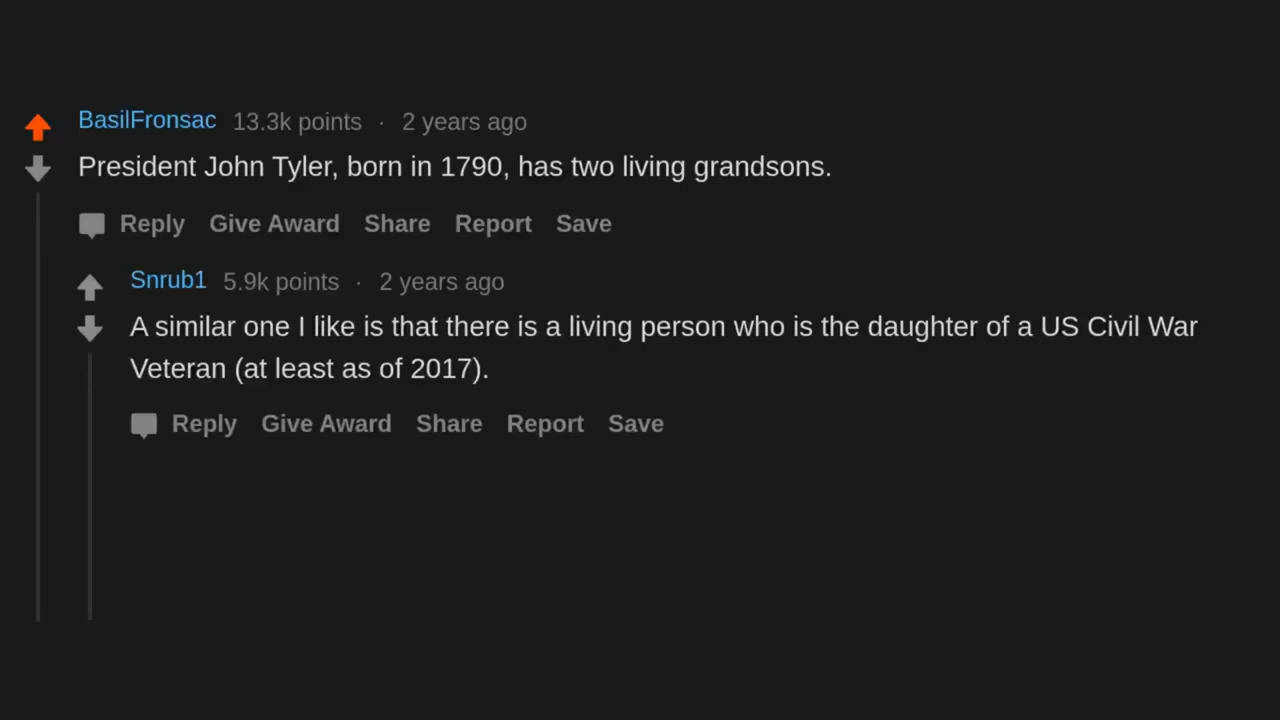 BasilFronsac 13.3k points · 2 years ago
President John Tyler, born in 1790, has two living grandsons.
Reply Give Award Share Report Save
Snrub1 5.9k points · 2 years ago
A similar one I like is that there is a living person who is the daughter of a US Civil War
Veteran (at least as of 2017).
Reply Give Award Share Report Save